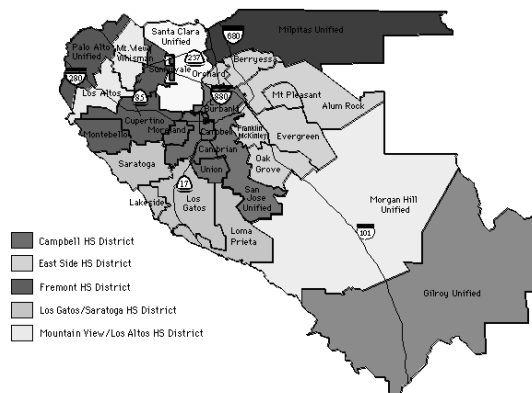 Milpitas Unified
Santa Clara
Unified
680
Palo Alto
Unified
Mt. View
Whisman
237
Berryess
280
Sunnyvale
Orchard
Mt Pleasant
Los Altos
85
880
Alum Rock
Burbank
Cupertino
Montebello
Moreland
Campbell
Franklin
McKinley
Evergreen
Cambrian
Saratoga
Union
Oak
Grove
17
San
Jose
Unified
Lakeside
Los
Gatos
Morgan Hill
Unified
Loma
Prieta
101
Gilroy Unified
Campbell HS District
East Side HS District
Fremont HS District
Los Gatos/Saratoga HS District
Mountain View/Los Altos HS District